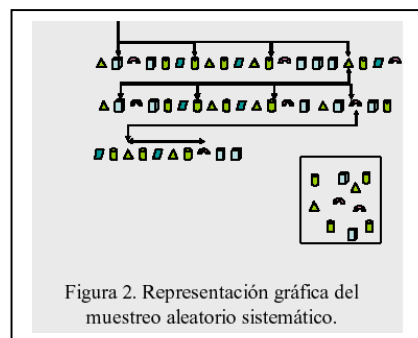 Figura 2. Representación gráfica del
muestreo aleatorio sistemático.